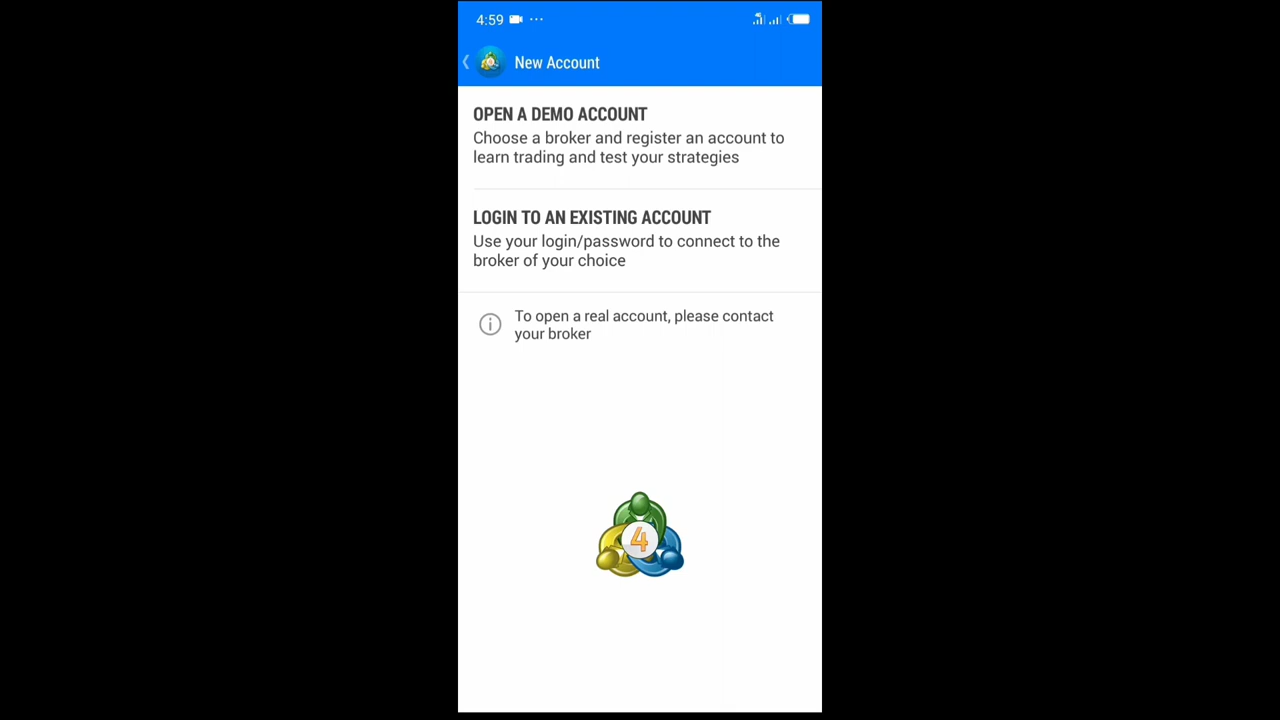 4:59 ...
New Account
OPEN A DEMO ACCOUNT
Choose a broker and register an account to
learn trading and test your strategies
LOGIN TO AN EXISTING ACCOUNT
Use your login/password to connect to the
broker of your choice
To open a real account, please contact
your broker
4